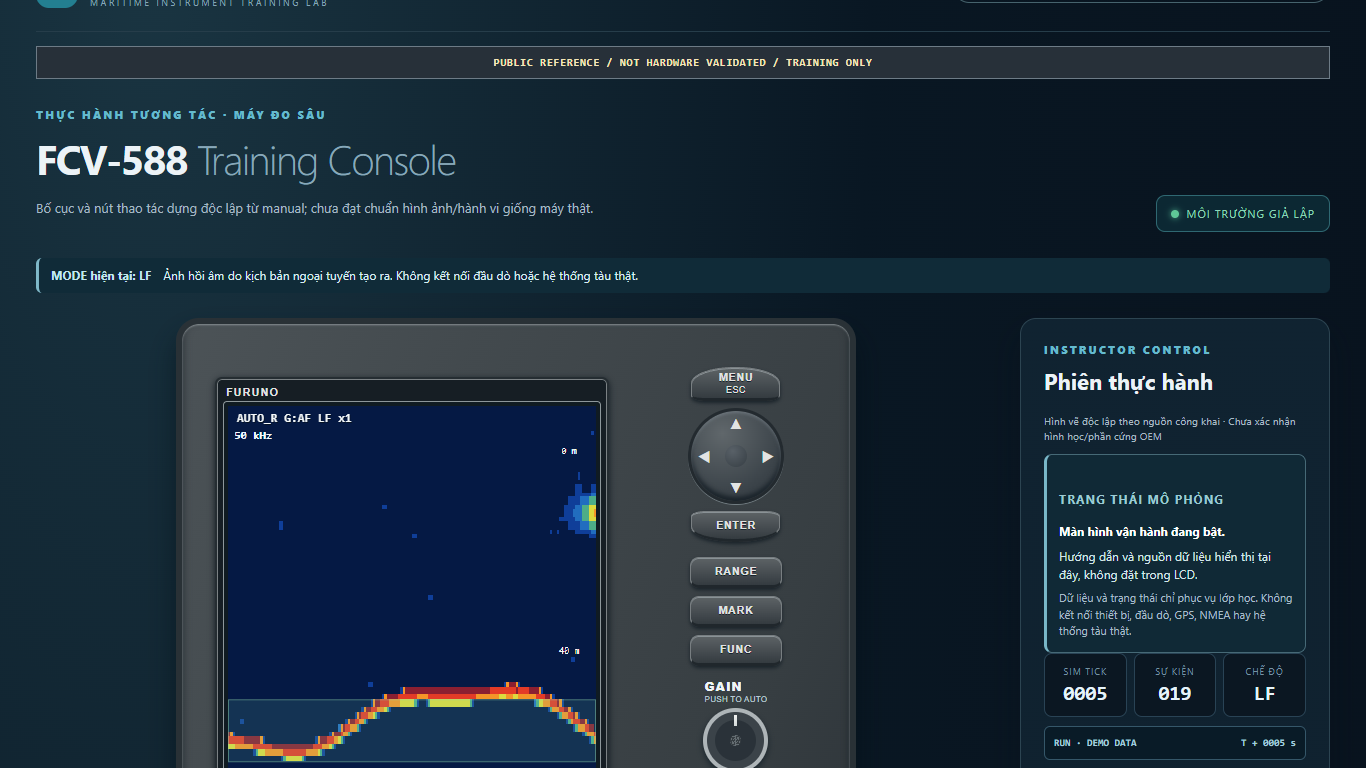 MARITIME INSTRUMENT TRAINING LAB
PUBLIC REFERENCE / NOT HARDWARE VALIDATED / TRAINING ONLY
THỰC HÀNH TƯƠNG TÁC · MÁY ĐO SÂU
FCV-588 Training Console
Bố cục và nút thao tác dựng độc lập từ manual; chưa đạt chuẩn hình ảnh/hành vi giống máy thật.
MÔI TRƯỜNG GIẢ LẬP
MODE hiện tại: LF Ảnh hồi âm do kịch bản ngoại tuyến tạo ra. Không kết nối đầu dò hoặc hệ thống tàu thật.
FURUNO
AUTO_R G:AF LF x1
50 kHz
0 m
40 m
MENU
ESC
ENTER
RANGE
MARK
FUNC
GAIN
PUSH TO AUTO
INSTRUCTOR CONTROL
Phiên thực hành
Hình vẽ độc lập theo nguồn công khai · Chưa xác nhận
hình học/phần cứng OEM
TRẠNG THÁI MÔ PHỎNG
Màn hình vận hành đang bật.
Hướng dẫn và nguồn dữ liệu hiển thị tại
đây, không đặt trong LCD.
Dữ liệu và trạng thái chỉ phục vụ lớp học. Không
kết nối thiết bị, đầu dò, GPS, NMEA hay hệ
thống tàu thật.
SIM TICK
0005
SỰ KIỆN
019
CHẾ ĐỘ
LF
RUN · DEMO DATA
T + 0005 s